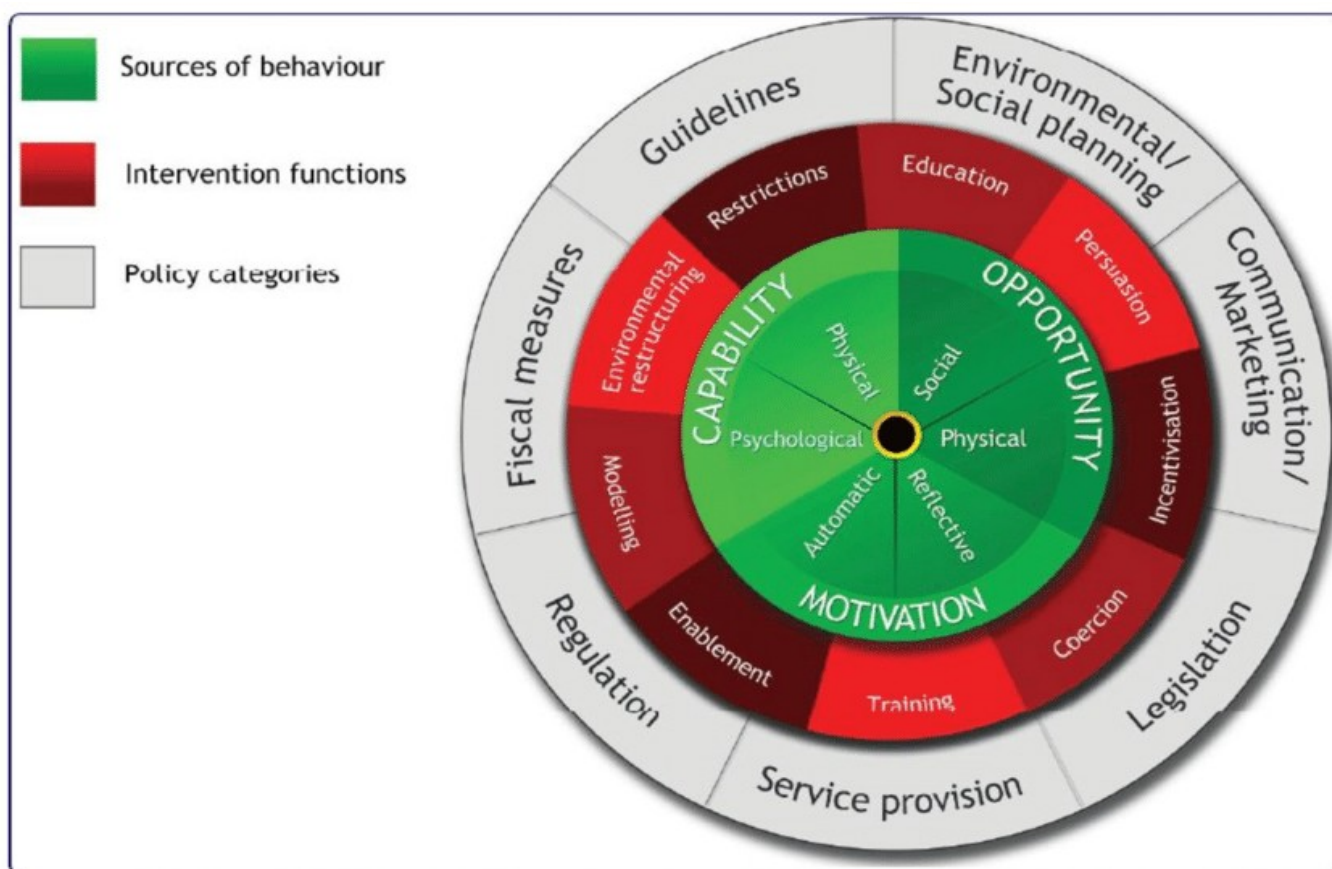 Sources of behaviour
Intervention functions
Policy categories
Guidelines
Environmental/
Social planning
Communication/
Marketing
Legislation
Service provision
Regulation
Fiscal measures
Restrictions
Education
Persuasion
Incentivisation
Coercion
Training
Enablement
Modelling
Environmental
restructuring
CAPABILITY
OPPORTUNITY
MOTIVATION
Physical
Social
Physical
Reflective
Automatic
Psychological